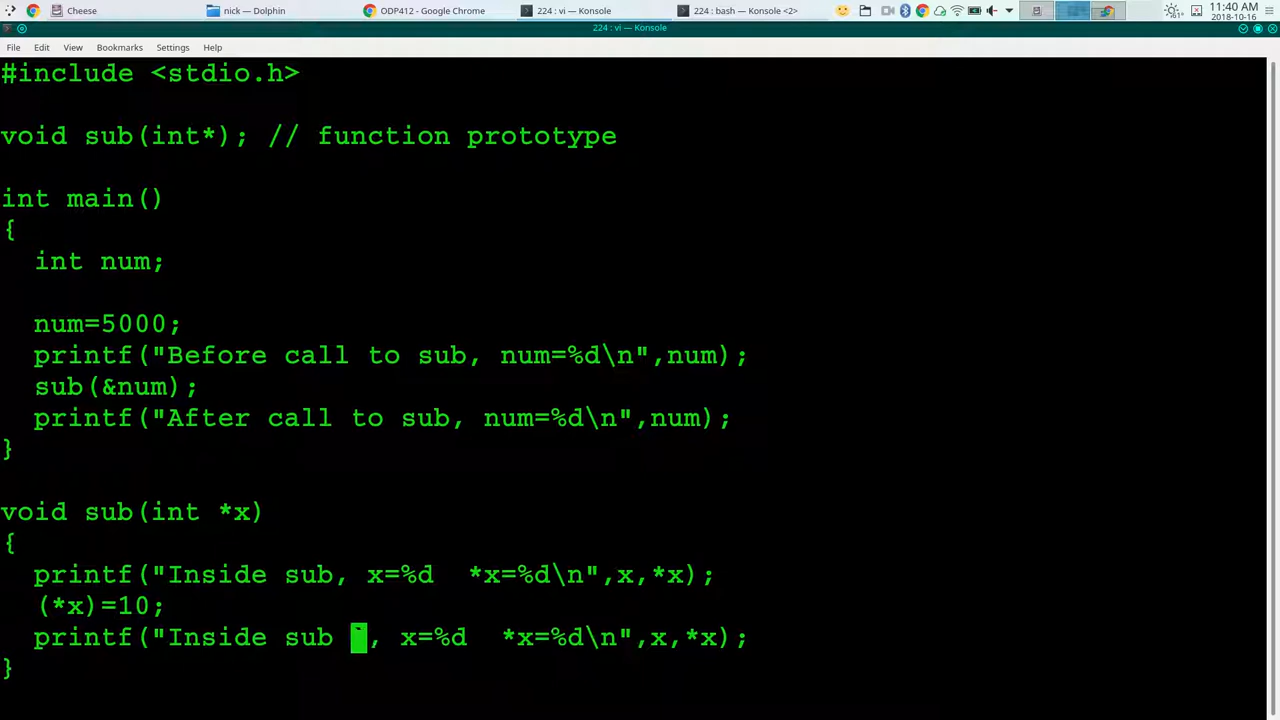 Cheese nick — Dolphin ODP412 - Google Chrome 224 : vi — Konsole 224 : bash — Konsole <2> 61° 11:40 AM
2018-10-16
224 : vi — Konsole
File Edit View Bookmarks Settings Help
#include <stdio.h>
void sub(int*); // function prototype
int main()
{
int num;
num=5000;
printf("Before call to sub, num=%d\n",num);
sub(&num);
printf("After call to sub, num=%d\n",num);
}
void sub(int *x)
{
printf("Inside sub, x=%d  *x=%d\n",x,*x);
(*x)=10;
printf("Inside sub , x=%d  *x=%d\n",x,*x);
}